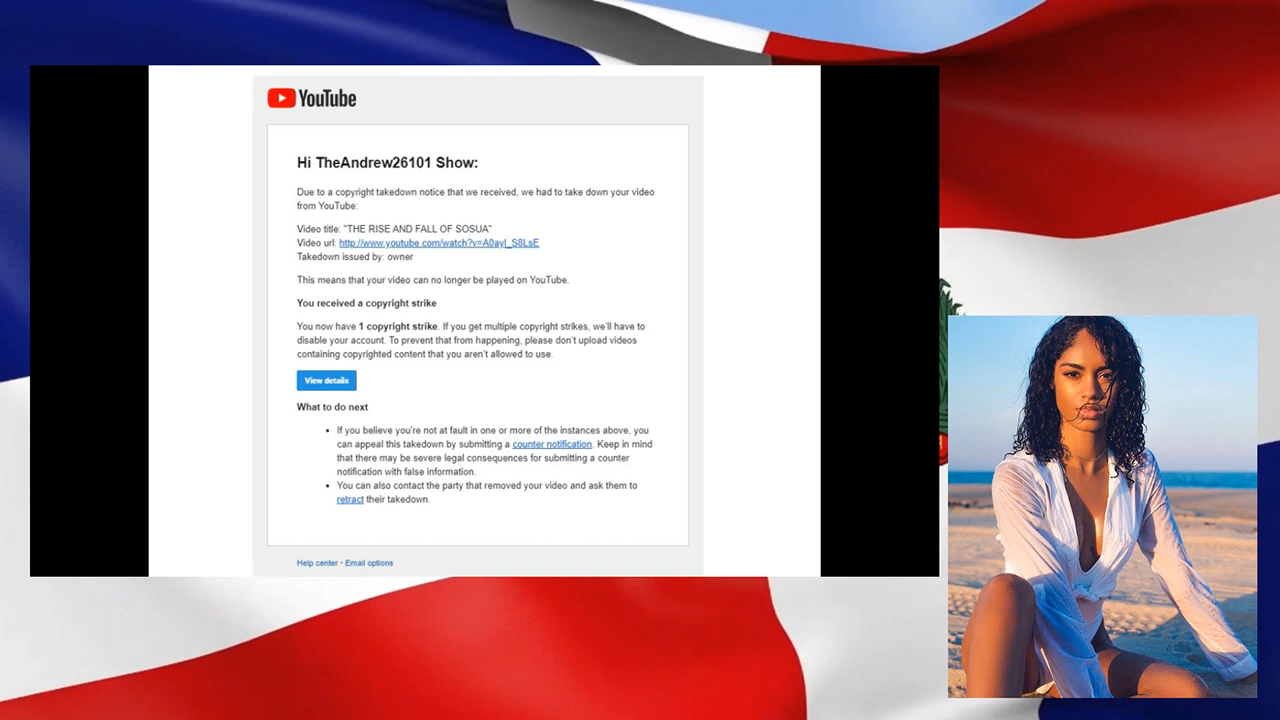 YouTube
Hi TheAndrew26101 Show:
Due to a copyright takedown notice that we received, we had to take down your video
from YouTube:
Video title: "THE RISE AND FALL OF SOSUA"
Video url: http://www.youtube.com/watch?v=A0ayI_S8LsE
Takedown issued by: owner
This means that your video can no longer be played on YouTube.
You received a copyright strike
You now have 1 copyright strike. If you get multiple copyright strikes, we'll have to
disable your account. To prevent that from happening, please don't upload videos
containing copyrighted content that you aren't allowed to use.
View details
What to do next
• If you believe you're not at fault in one or more of the instances above, you
can appeal this takedown by submitting a counter notification. Keep in mind
that there may be severe legal consequences for submitting a counter
notification with false information.
• You can also contact the party that removed your video and ask them to
retract their takedown.
Help center • Email options